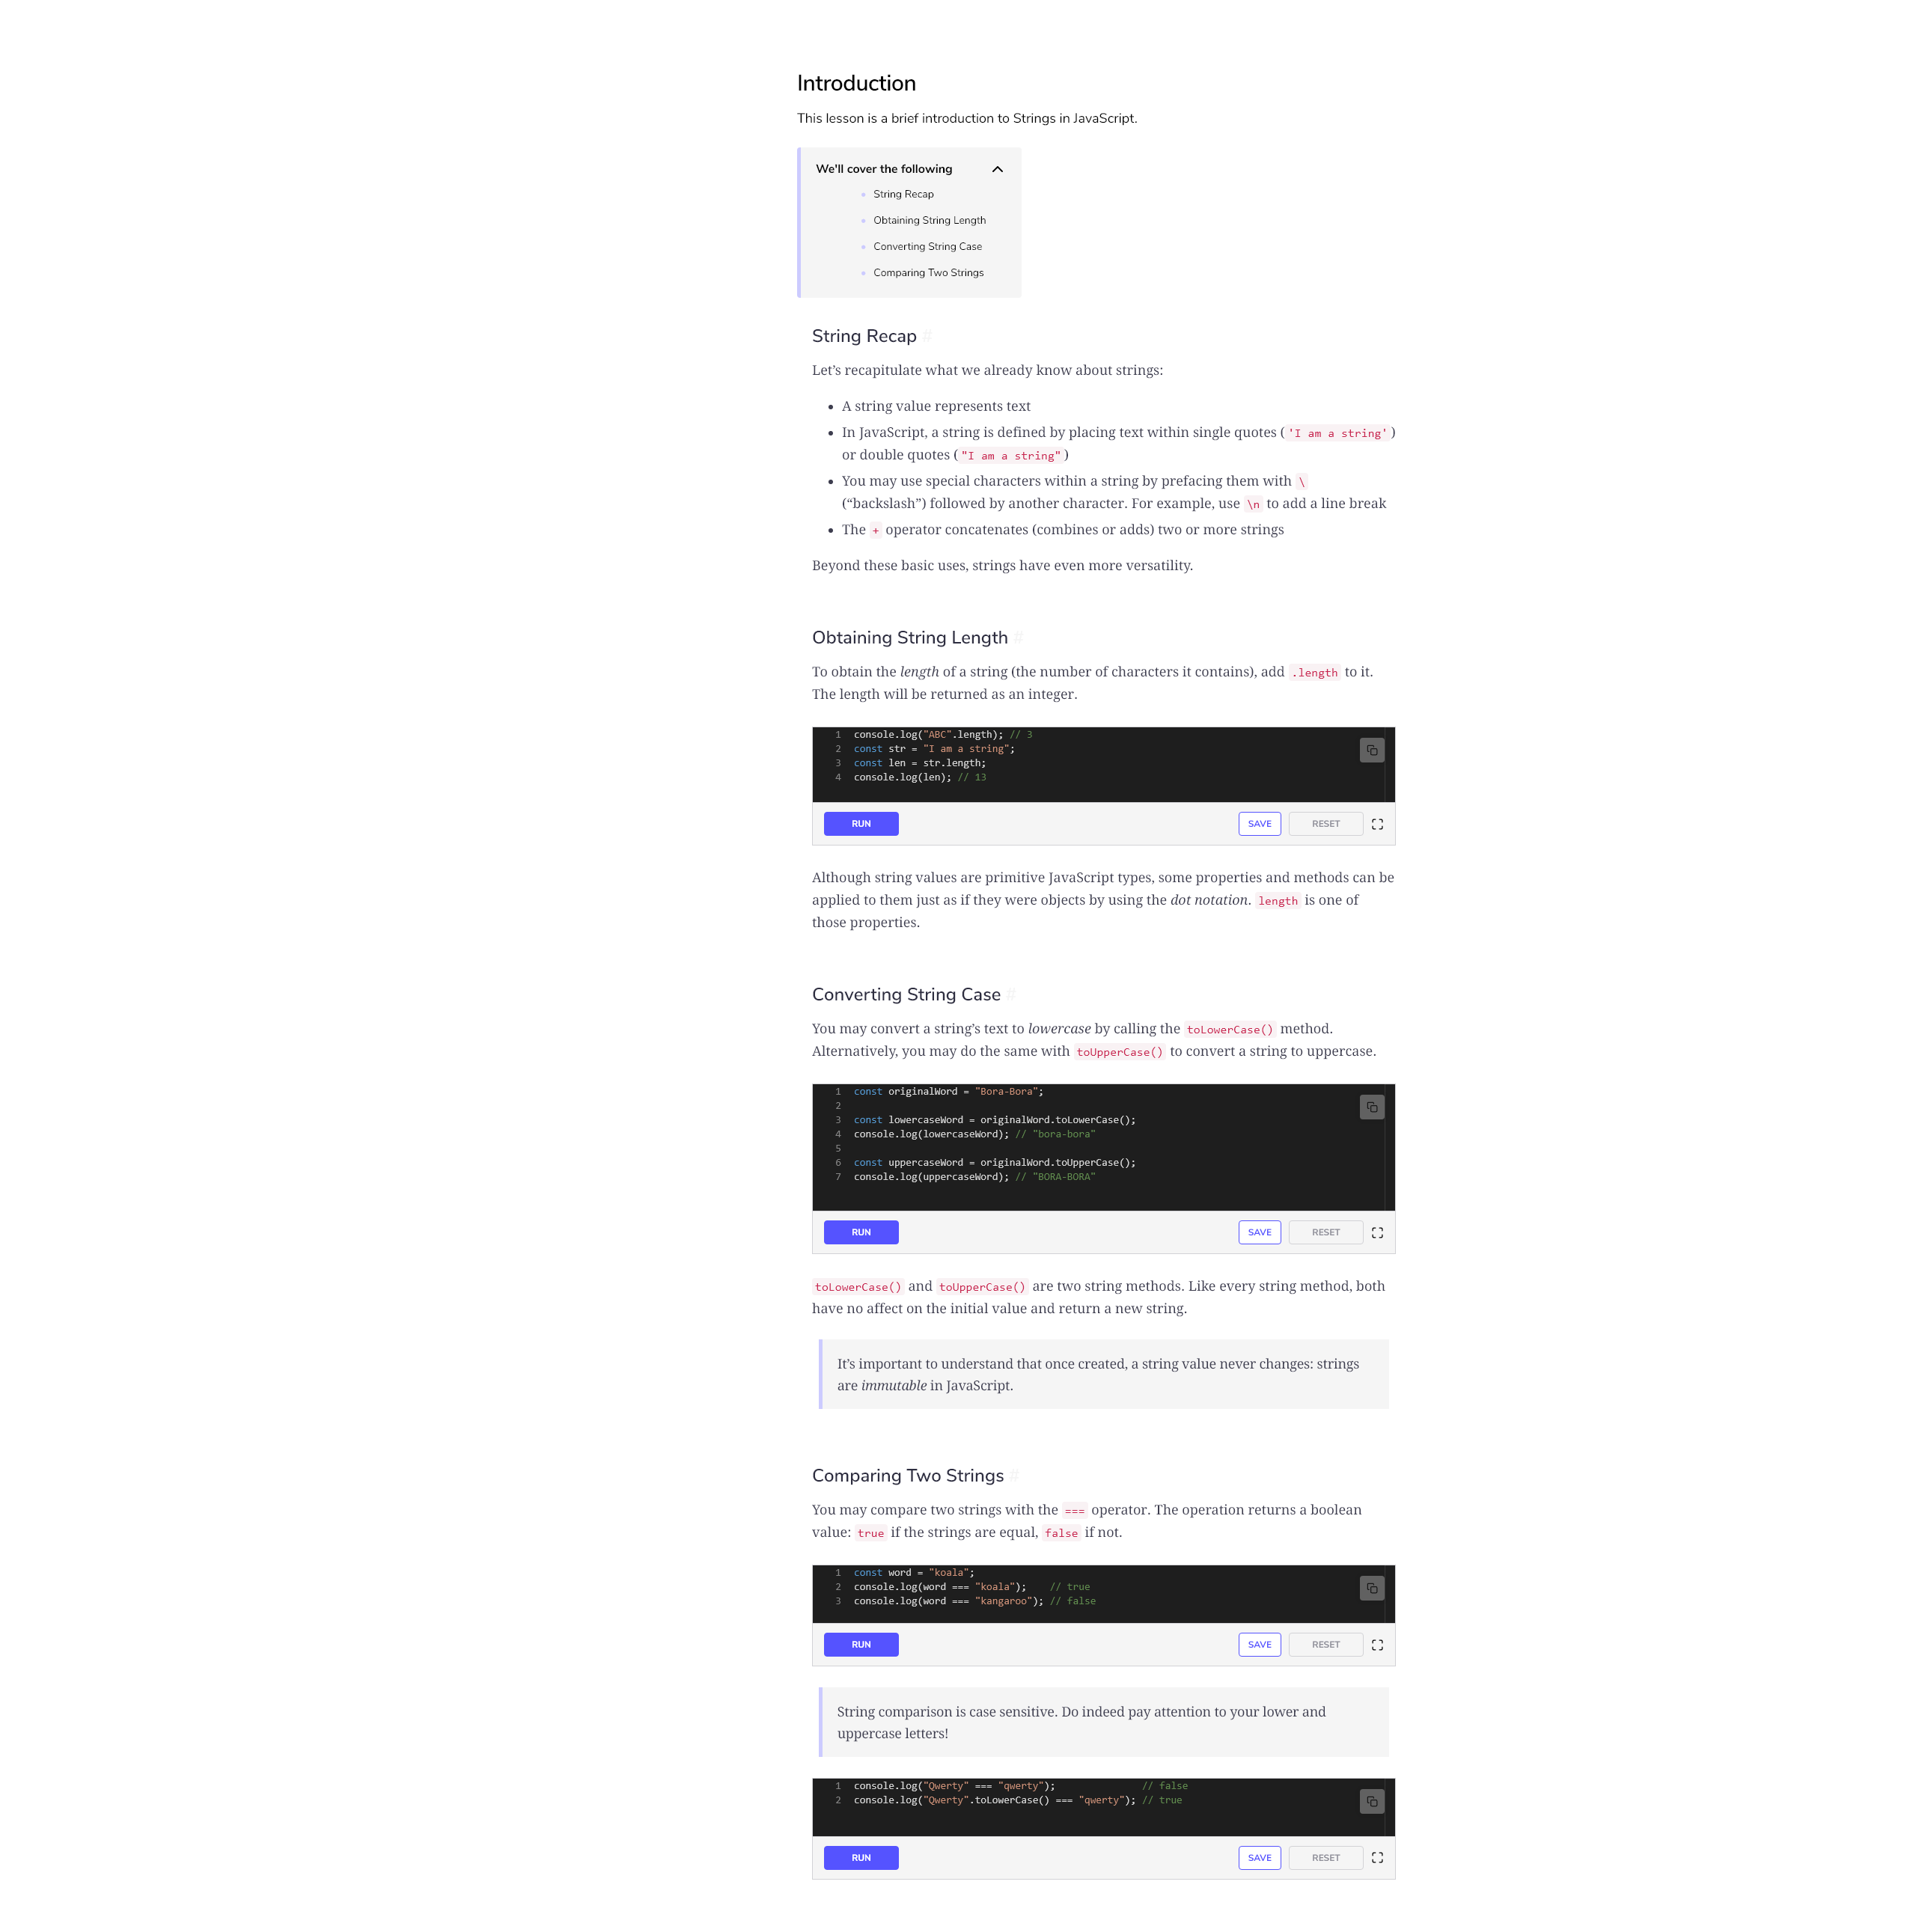 Introduction
This lesson is a brief introduction to Strings in JavaScript.
We'll cover the following
String Recap
Obtaining String Length
Converting String Case
Comparing Two Strings
String Recap #
Let’s recapitulate what we already know about strings:
• A string value represents text
• In JavaScript, a string is defined by placing text within single quotes ('I am a string')
or double quotes ("I am a string")
• You may use special characters within a string by prefacing them with \
(“backslash”) followed by another character. For example, use \n to add a line break
• The + operator concatenates (combines or adds) two or more strings
Beyond these basic uses, strings have even more versatility.
Obtaining String Length #
To obtain the length of a string (the number of characters it contains), add .length to it.
The length will be returned as an integer.
1 console.log("ABC".length); // 3
2 const str = "I am a string";
3 const len = str.length;
4 console.log(len); // 13
RUN SAVE RESET
Although string values are primitive JavaScript types, some properties and methods can be
applied to them just as if they were objects by using the dot notation. length is one of
those properties.
Converting String Case #
You may convert a string’s text to lowercase by calling the toLowerCase() method.
Alternatively, you may do the same with toUpperCase() to convert a string to uppercase.
1 const originalWord = "Bora-Bora";
2
3 const lowercaseWord = originalWord.toLowerCase();
4 console.log(lowercaseWord); // "bora-bora"
5
6 const uppercaseWord = originalWord.toUpperCase();
7 console.log(uppercaseWord); // "BORA-BORA"
RUN SAVE RESET
toLowerCase() and toUpperCase() are two string methods. Like every string method, both
have no affect on the initial value and return a new string.
It’s important to understand that once created, a string value never changes: strings
are immutable in JavaScript.
Comparing Two Strings #
You may compare two strings with the === operator. The operation returns a boolean
value: true if the strings are equal, false if not.
1 const word = "koala";
2 console.log(word === "koala");    // true
3 console.log(word === "kangaroo"); // false
RUN SAVE RESET
String comparison is case sensitive. Do indeed pay attention to your lower and
uppercase letters!
1 console.log("Qwerty" === "qwerty");               // false
2 console.log("Qwerty".toLowerCase() === "qwerty"); // true
RUN SAVE RESET